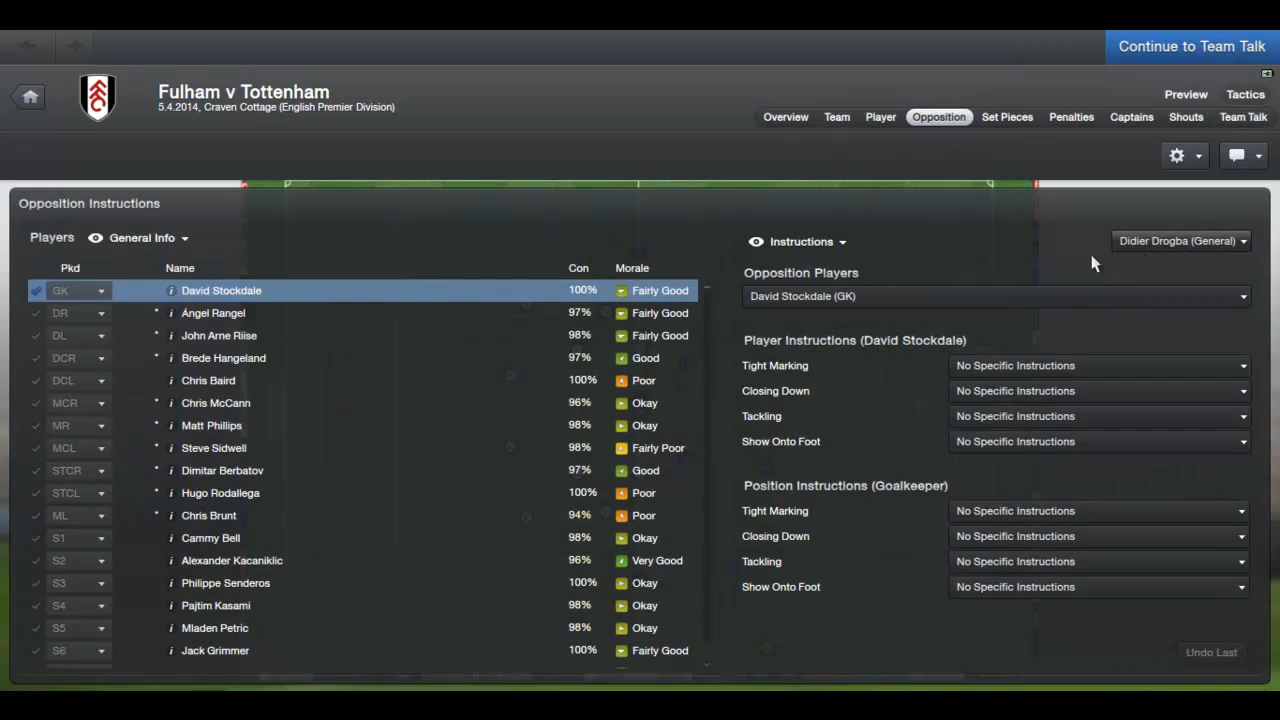 Continue to Team Talk
Fulham v Tottenham
5.4.2014, Craven Cottage (English Premier Division)
Preview Tactics
Overview Team Player Opposition Set Pieces Penalties Captains Shouts Team Talk
Opposition Instructions
Players General Info
Pkd Name Con Morale
GK i David Stockdale 100% Fairly Good
DR * i Ángel Rangel 97% Fairly Good
DL * i John Arne Riise 98% Fairly Good
DCR * i Brede Hangeland 97% Good
DCL i Chris Baird 100% Poor
MCR * i Chris McCann 96% Okay
MR * i Matt Phillips 98% Okay
MCL * i Steve Sidwell 98% Fairly Poor
STCR * i Dimitar Berbatov 97% Good
STCL * i Hugo Rodallega 100% Poor
ML * i Chris Brunt 94% Poor
S1 i Cammy Bell 98% Okay
S2 i Alexander Kacaniklic 96% Very Good
S3 i Philippe Senderos 100% Okay
S4 i Pajtim Kasami 98% Okay
S5 i Mladen Petric 98% Okay
S6 i Jack Grimmer 100% Fairly Good
Instructions Didier Drogba (General)
Opposition Players
David Stockdale (GK)
Player Instructions (David Stockdale)
Tight Marking No Specific Instructions
Closing Down No Specific Instructions
Tackling No Specific Instructions
Show Onto Foot No Specific Instructions
Position Instructions (Goalkeeper)
Tight Marking No Specific Instructions
Closing Down No Specific Instructions
Tackling No Specific Instructions
Show Onto Foot No Specific Instructions
Undo Last